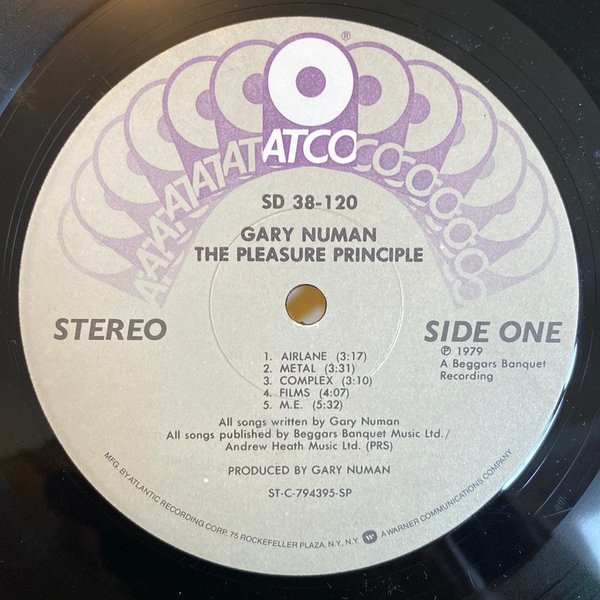 ®
ATCO
SD 38-120
GARY NUMAN
THE PLEASURE PRINCIPLE
STEREO
SIDE ONE
℗ 1979
A Beggars Banquet
Recording
1. AIRLANE (3:17)
2. METAL (3:31)
3. COMPLEX (3:10)
4. FILMS (4:07)
5. M.E. (5:32)
All songs written by Gary Numan
All songs published by Beggars Banquet Music Ltd./
Andrew Heath Music Ltd. (PRS)
PRODUCED BY GARY NUMAN
ST-C-794395-SP
MFG. BY ATLANTIC RECORDING CORP. 75 ROCKEFELLER PLAZA, N.Y., N.Y. W A WARNER COMMUNICATIONS COMPANY